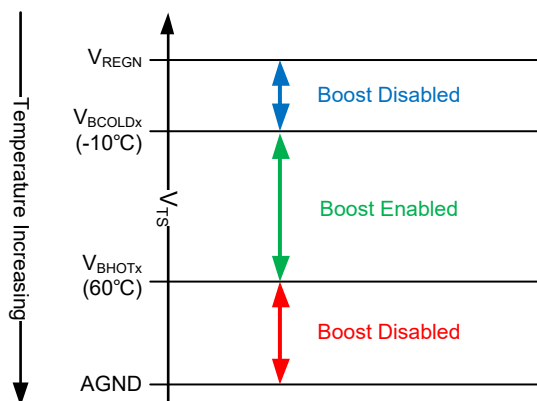 Temperature Increasing
VREGN
Boost Disabled
VBCOLDx
(-10℃)
VTS
Boost Enabled
VBHOTx
(60℃)
Boost Disabled
AGND